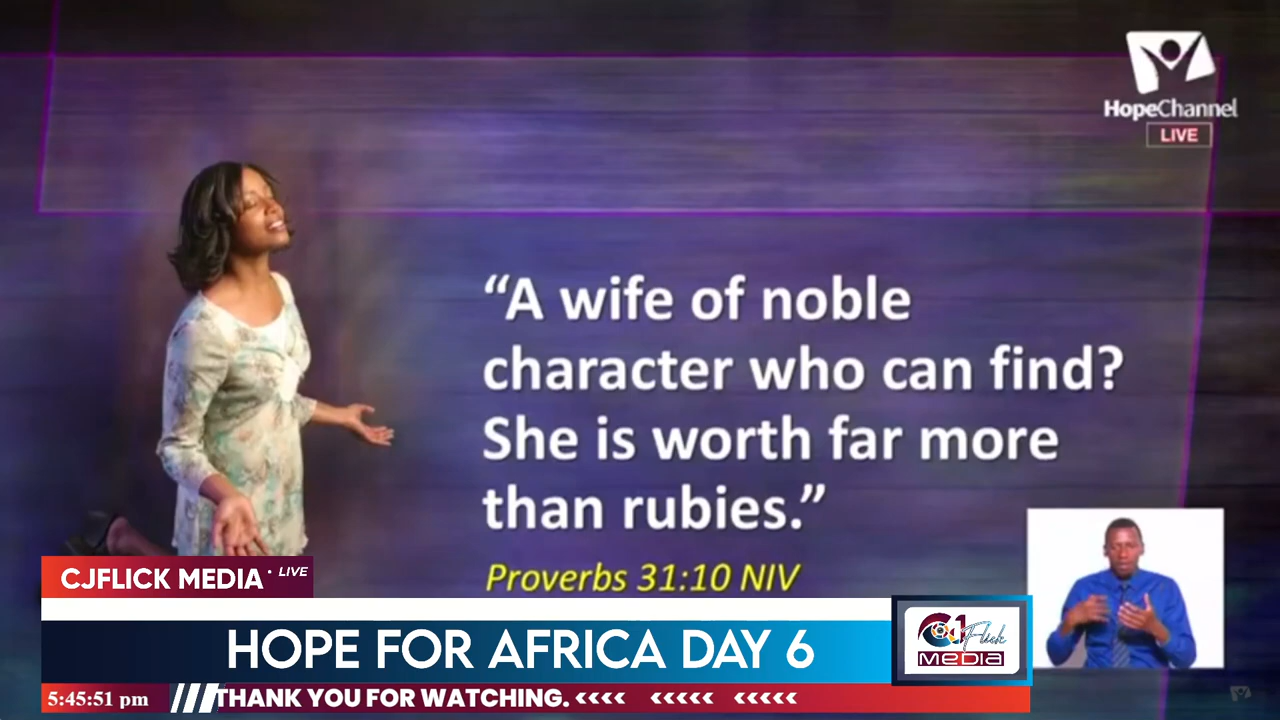 HopeChannel
LIVE
“A wife of noble
character who can find?
She is worth far more
than rubies.”
Proverbs 31:10 NIV
CJFLICK MEDIA • LIVE
HOPE FOR AFRICA DAY 6
Flick
MEDIA
5:45:51 pm
THANK YOU FOR WATCHING. <<<< <<<<< <<<<<